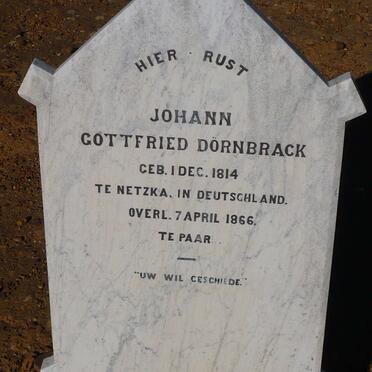 HIER RUST
JOHANN
GOTTFRIED DÖRNBRACK
GEB. 1 DEC. 1814
TE NETZKA, IN DEUTSCHLAND.
OVERL. 7 APRIL 1866.
TE PAAR
"UW WIL GESCHIEDE."